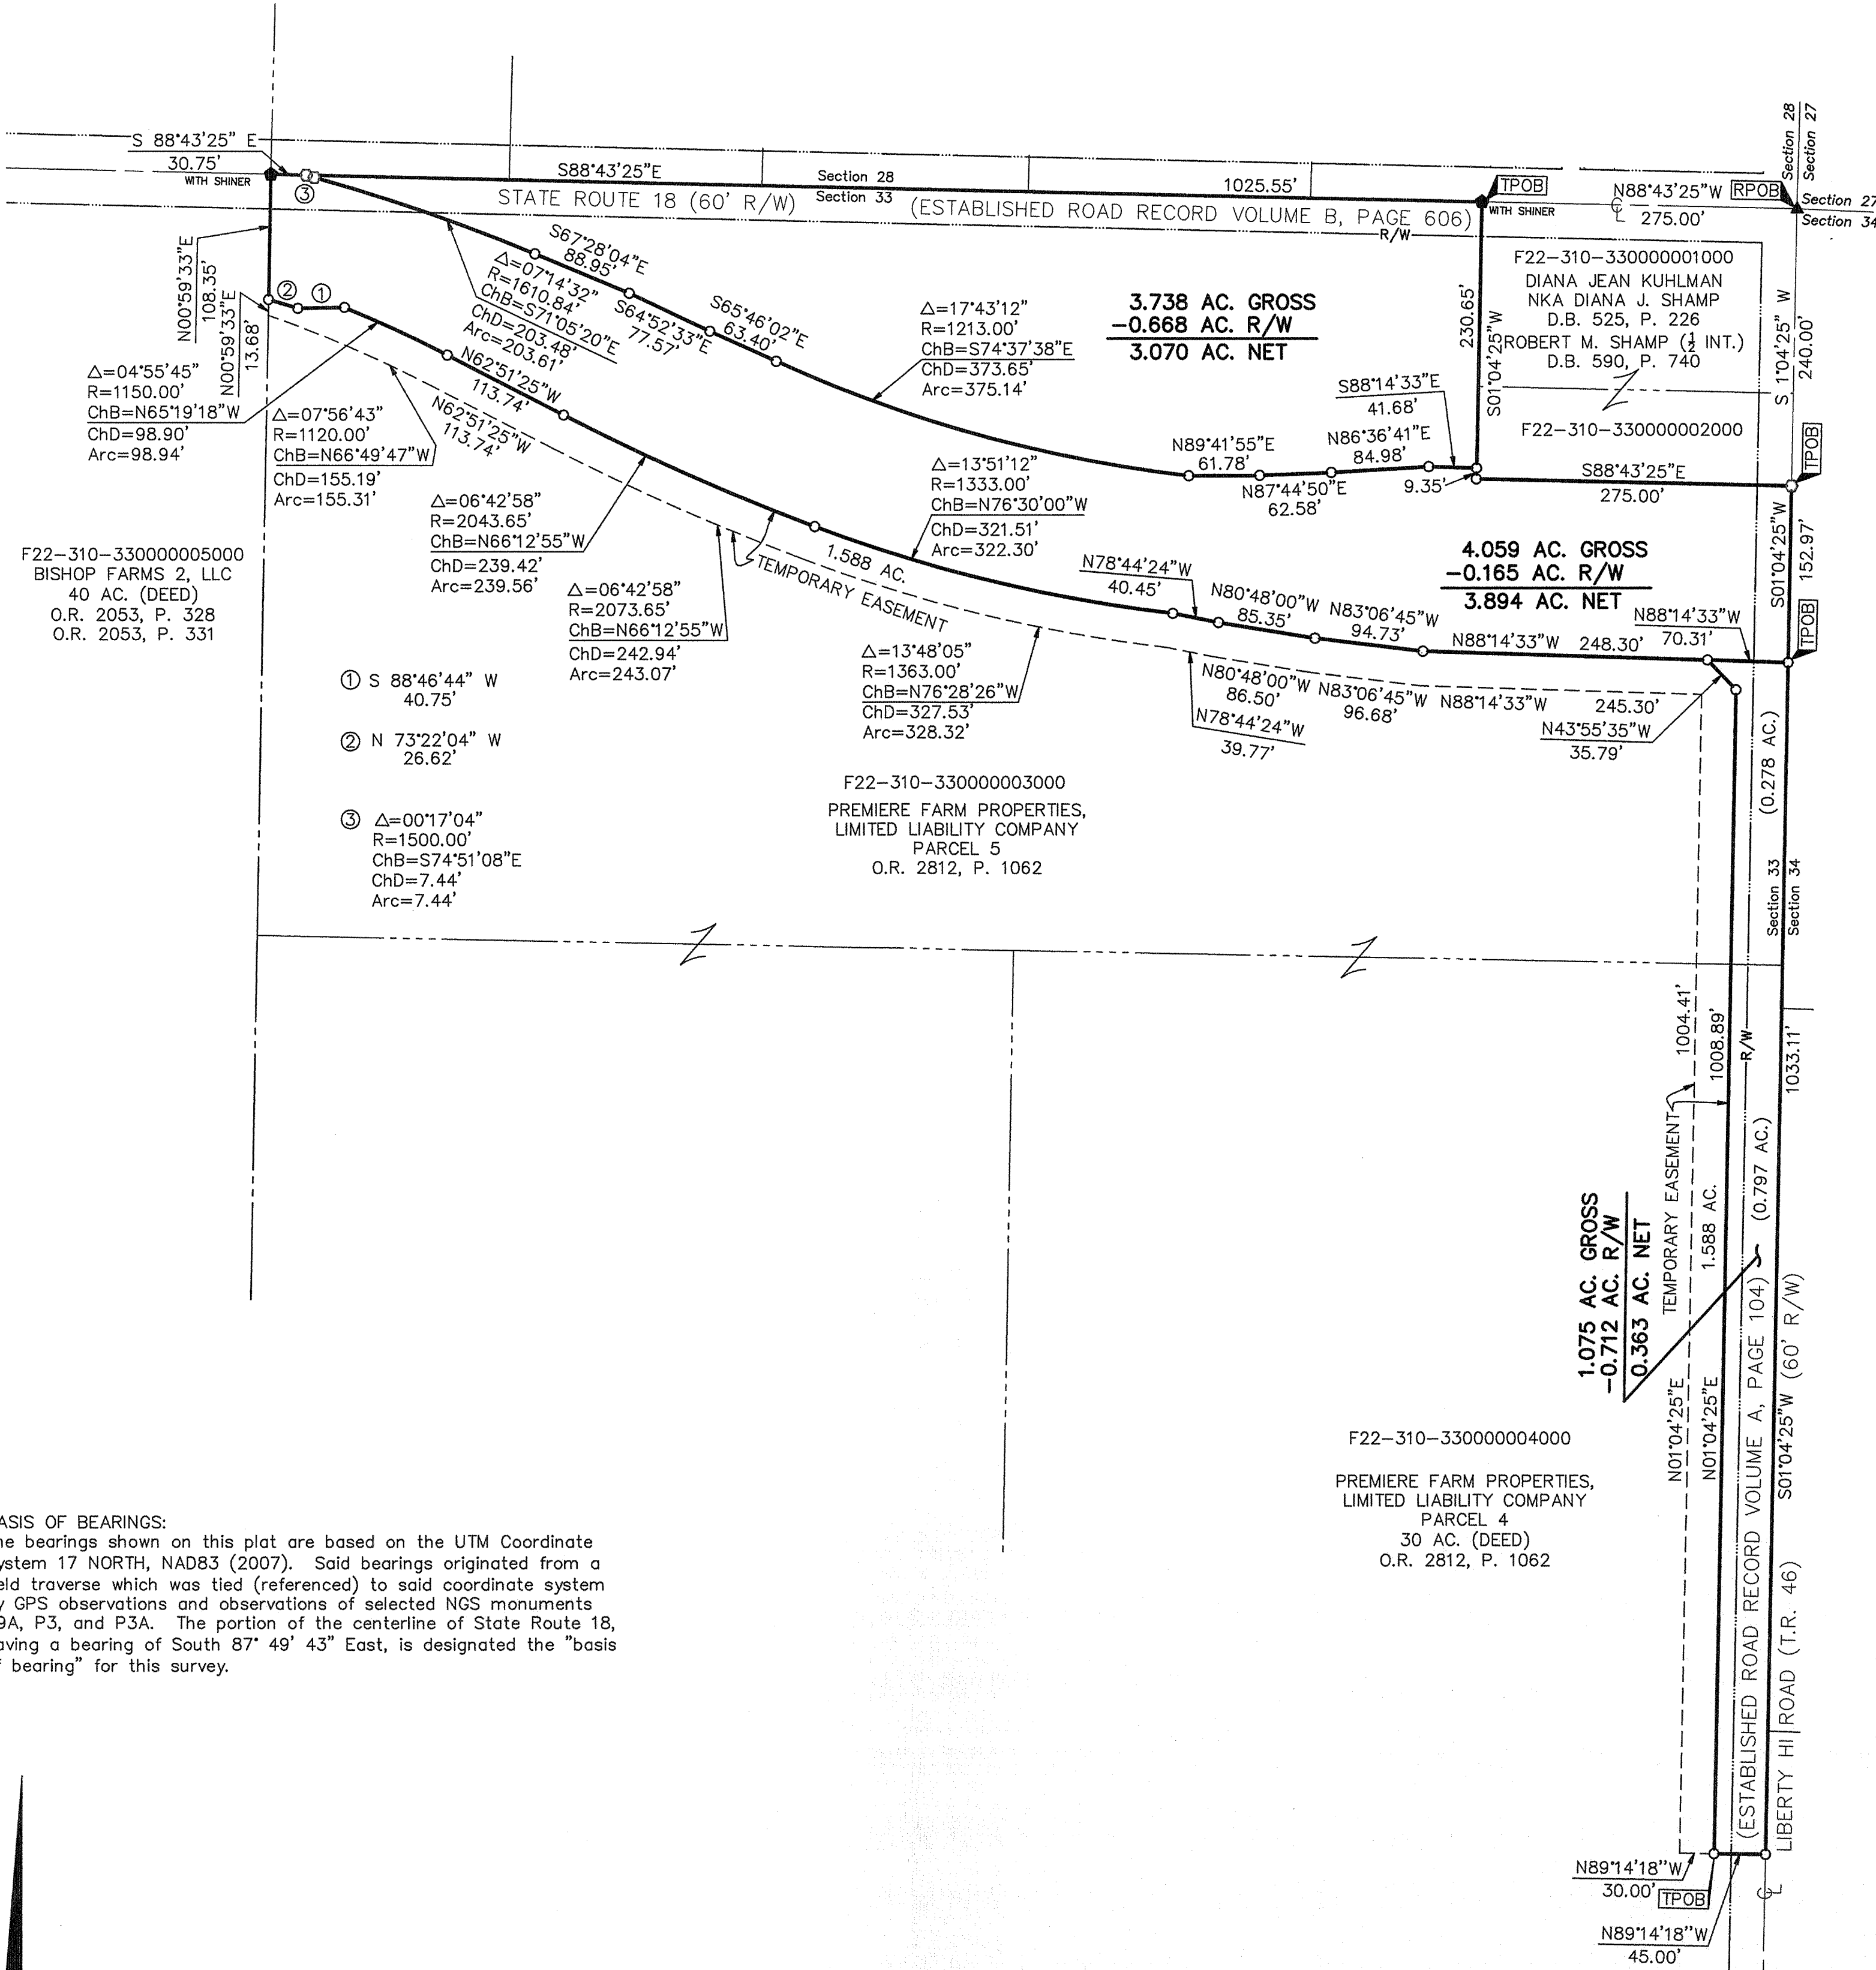 S 88°43'25" E
30.75'
WITH SHINER
③
S88°43'25"E
Section 28
Section 33
1025.55'
STATE ROUTE 18 (60' R/W)
(ESTABLISHED ROAD RECORD VOLUME B, PAGE 606)
R/W
TPOB
WITH SHINER
N88°43'25"W
RPOB
275.00'
Section 28
Section 27
Section 27
Section 34
N00°59'33"E
108.35'
N00°59'33"E
13.68'
②
①
S67°28'04"E
88.95'
Δ=07°14'32"
R=1610.84'
ChB=S71°05'20"E
ChD=203.48'
Arc=203.61'
S64°52'33"E
77.57'
S65°46'02"E
63.40'
Δ=17°43'12"
R=1213.00'
ChB=S74°37'38"E
ChD=373.65'
Arc=375.14'
3.738 AC. GROSS
-0.668 AC. R/W
3.070 AC. NET
230.65'
S01°04'25"W
F22-310-330000001000
DIANA JEAN KUHLMAN
NKA DIANA J. SHAMP
D.B. 525, P. 226
ROBERT M. SHAMP (½ INT.)
D.B. 590, P. 740
S 1°04'25" W
240.00'
F22-310-330000002000
S88°43'25"E
275.00'
TPOB
Δ=04°55'45"
R=1150.00'
ChB=N65°19'18"W
ChD=98.90'
Arc=98.94'
Δ=07°56'43"
R=1120.00'
ChB=N66°49'47"W
ChD=155.19'
Arc=155.31'
N62°51'25"W
113.74'
N62°51'25"W
113.74'
Δ=06°42'58"
R=2043.65'
ChB=N66°12'55"W
ChD=239.42'
Arc=239.56'
Δ=06°42'58"
R=2073.65'
ChB=N66°12'55"W
ChD=242.94'
Arc=243.07'
Δ=13°51'12"
R=1333.00'
ChB=N76°30'00"W
ChD=321.51'
Arc=322.30'
1.588 AC.
TEMPORARY EASEMENT
N89°41'55"E
61.78'
N87°44'50"E
62.58'
N86°36'41"E
84.98'
S88°14'33"E
41.68'
9.35'
4.059 AC. GROSS
-0.165 AC. R/W
3.894 AC. NET
S01°04'25"W
152.97'
TPOB
N78°44'24"W
40.45'
N80°48'00"W
85.35'
N83°06'45"W
94.73'
N88°14'33"W
248.30'
N88°14'33"W
70.31'
Δ=13°48'05"
R=1363.00'
ChB=N76°28'26"W
ChD=327.53'
Arc=328.32'
N78°44'24"W
39.77'
N80°48'00"W
86.50'
N83°06'45"W
96.68'
N88°14'33"W
245.30'
N43°55'35"W
35.79'
F22-310-330000005000
BISHOP FARMS 2, LLC
40 AC. (DEED)
O.R. 2053, P. 328
O.R. 2053, P. 331
① S 88°46'44" W
40.75'
② N 73°22'04" W
26.62'
③ Δ=00°17'04"
R=1500.00'
ChB=S74°51'08"E
ChD=7.44'
Arc=7.44'
F22-310-330000003000
PREMIERE FARM PROPERTIES,
LIMITED LIABILITY COMPANY
PARCEL 5
O.R. 2812, P. 1062
(0.278 AC.)
Section 33
Section 34
1004.41'
1008.89'
R/W
1033.11'
TEMPORARY EASEMENT
1.588 AC.
(0.797 AC.)
1.075 AC. GROSS
-0.712 AC. R/W
0.363 AC. NET
N01°04'25"E
N01°04'25"E
(ESTABLISHED ROAD RECORD VOLUME A, PAGE 104)
S01°04'25"W
LIBERTY HI ROAD (T.R. 46) (60' R/W)
F22-310-330000004000
PREMIERE FARM PROPERTIES,
LIMITED LIABILITY COMPANY
PARCEL 4
30 AC. (DEED)
O.R. 2812, P. 1062
ASIS OF BEARINGS:
he bearings shown on this plat are based on the UTM Coordinate
ystem 17 NORTH, NAD83 (2007). Said bearings originated from a
eld traverse which was tied (referenced) to said coordinate system
y GPS observations and observations of selected NGS monuments
9A, P3, and P3A. The portion of the centerline of State Route 18,
aving a bearing of South 87° 49' 43" East, is designated the "basis
f bearing" for this survey.
N89°14'18"W
30.00'
TPOB
N89°14'18"W
45.00'